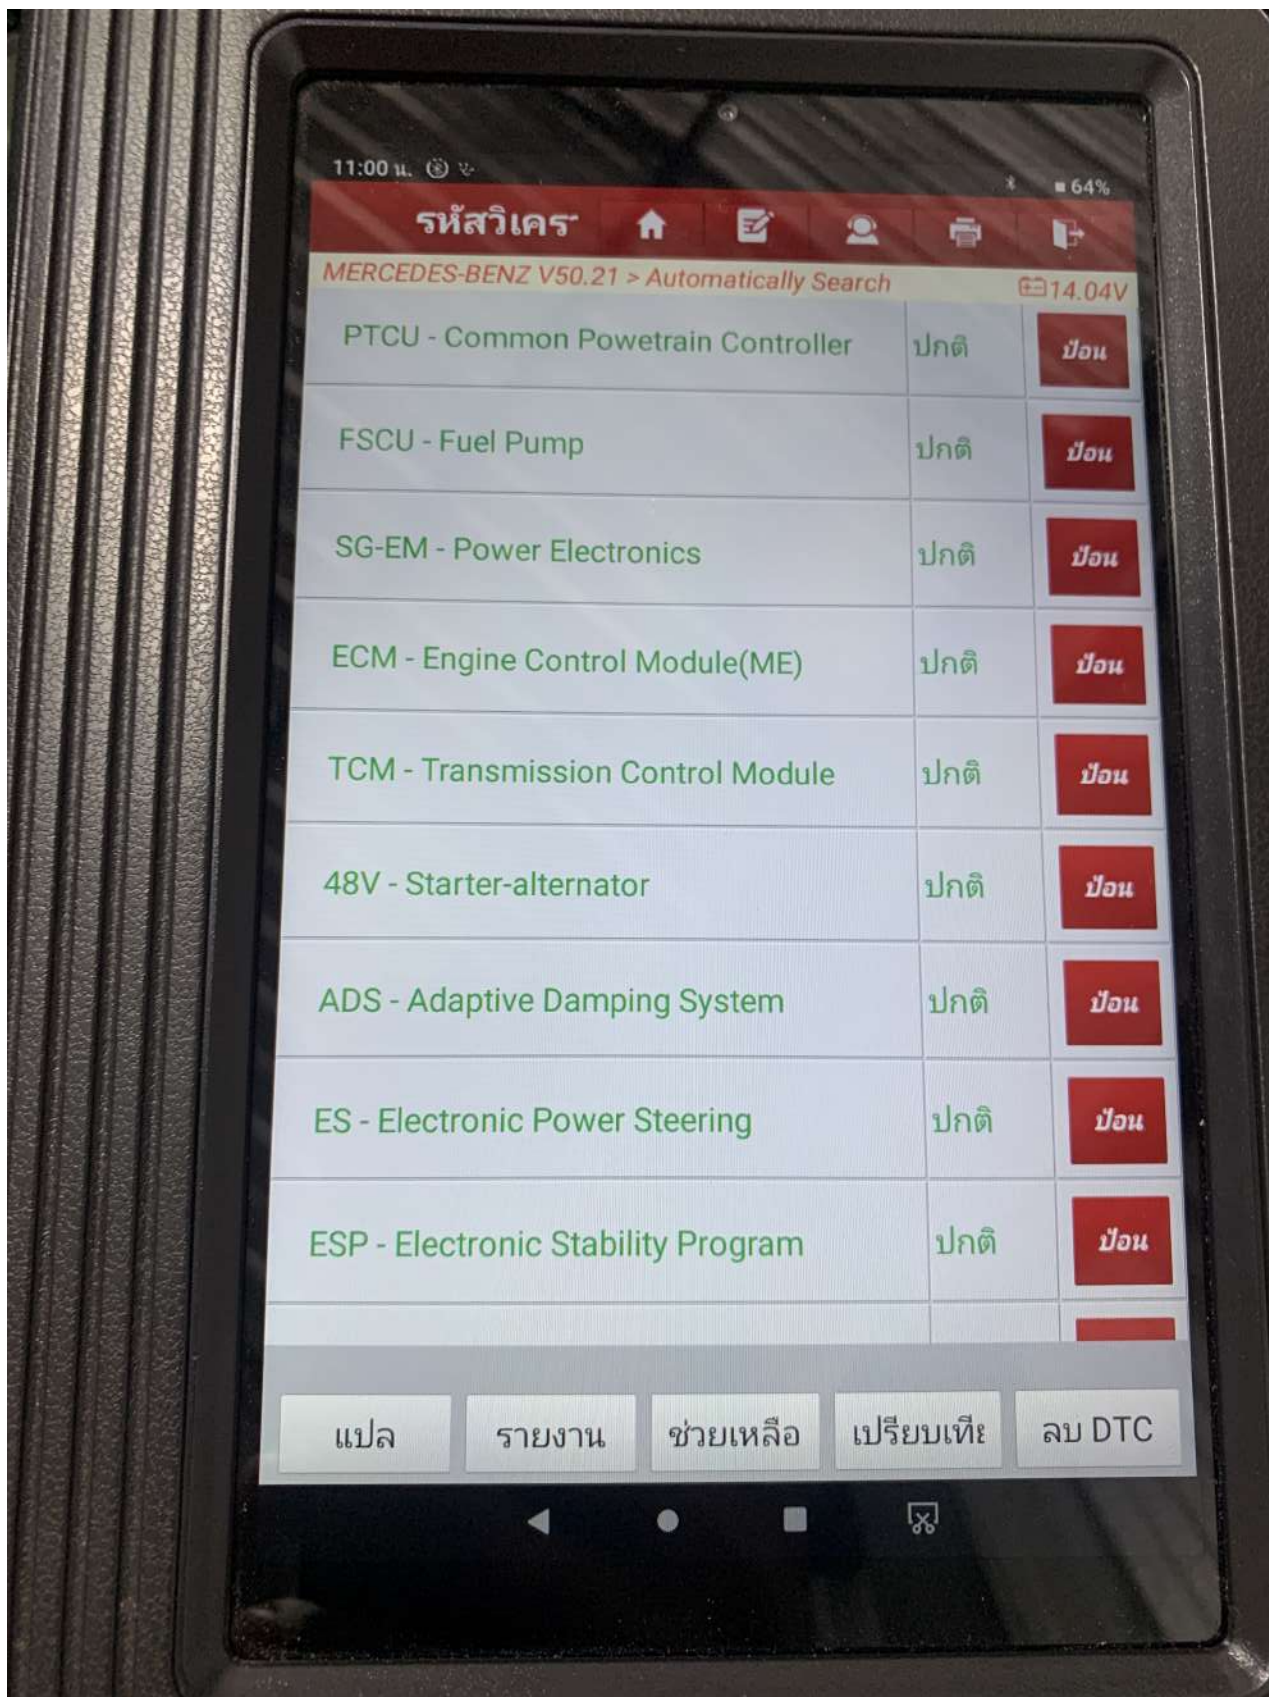 11:00 น.
64%
รหัสวิเคร
MERCEDES-BENZ V50.21 > Automatically Search 14.04V
PTCU - Common Powetrain Controller ปกติ ป้อน
FSCU - Fuel Pump ปกติ ป้อน
SG-EM - Power Electronics ปกติ ป้อน
ECM - Engine Control Module(ME) ปกติ ป้อน
TCM - Transmission Control Module ปกติ ป้อน
48V - Starter-alternator ปกติ ป้อน
ADS - Adaptive Damping System ปกติ ป้อน
ES - Electronic Power Steering ปกติ ป้อน
ESP - Electronic Stability Program ปกติ ป้อน
แปล รายงาน ช่วยเหลือ เปรียบเทีย ลบ DTC